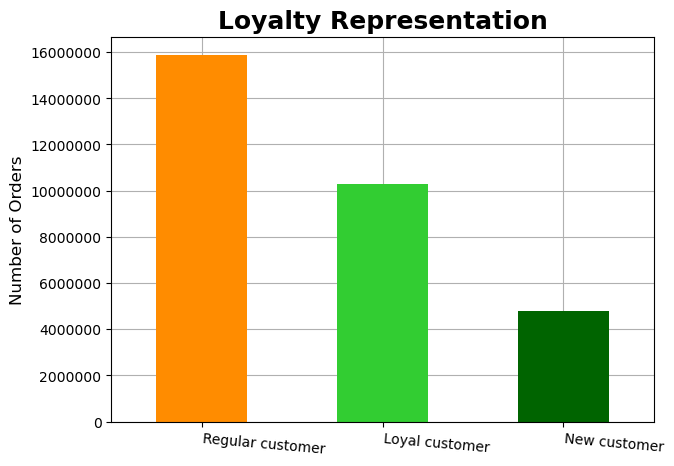 Loyalty Representation
Number of Orders
16000000
14000000
12000000
10000000
8000000
6000000
4000000
2000000
0
Regular customer
Loyal customer
New customer